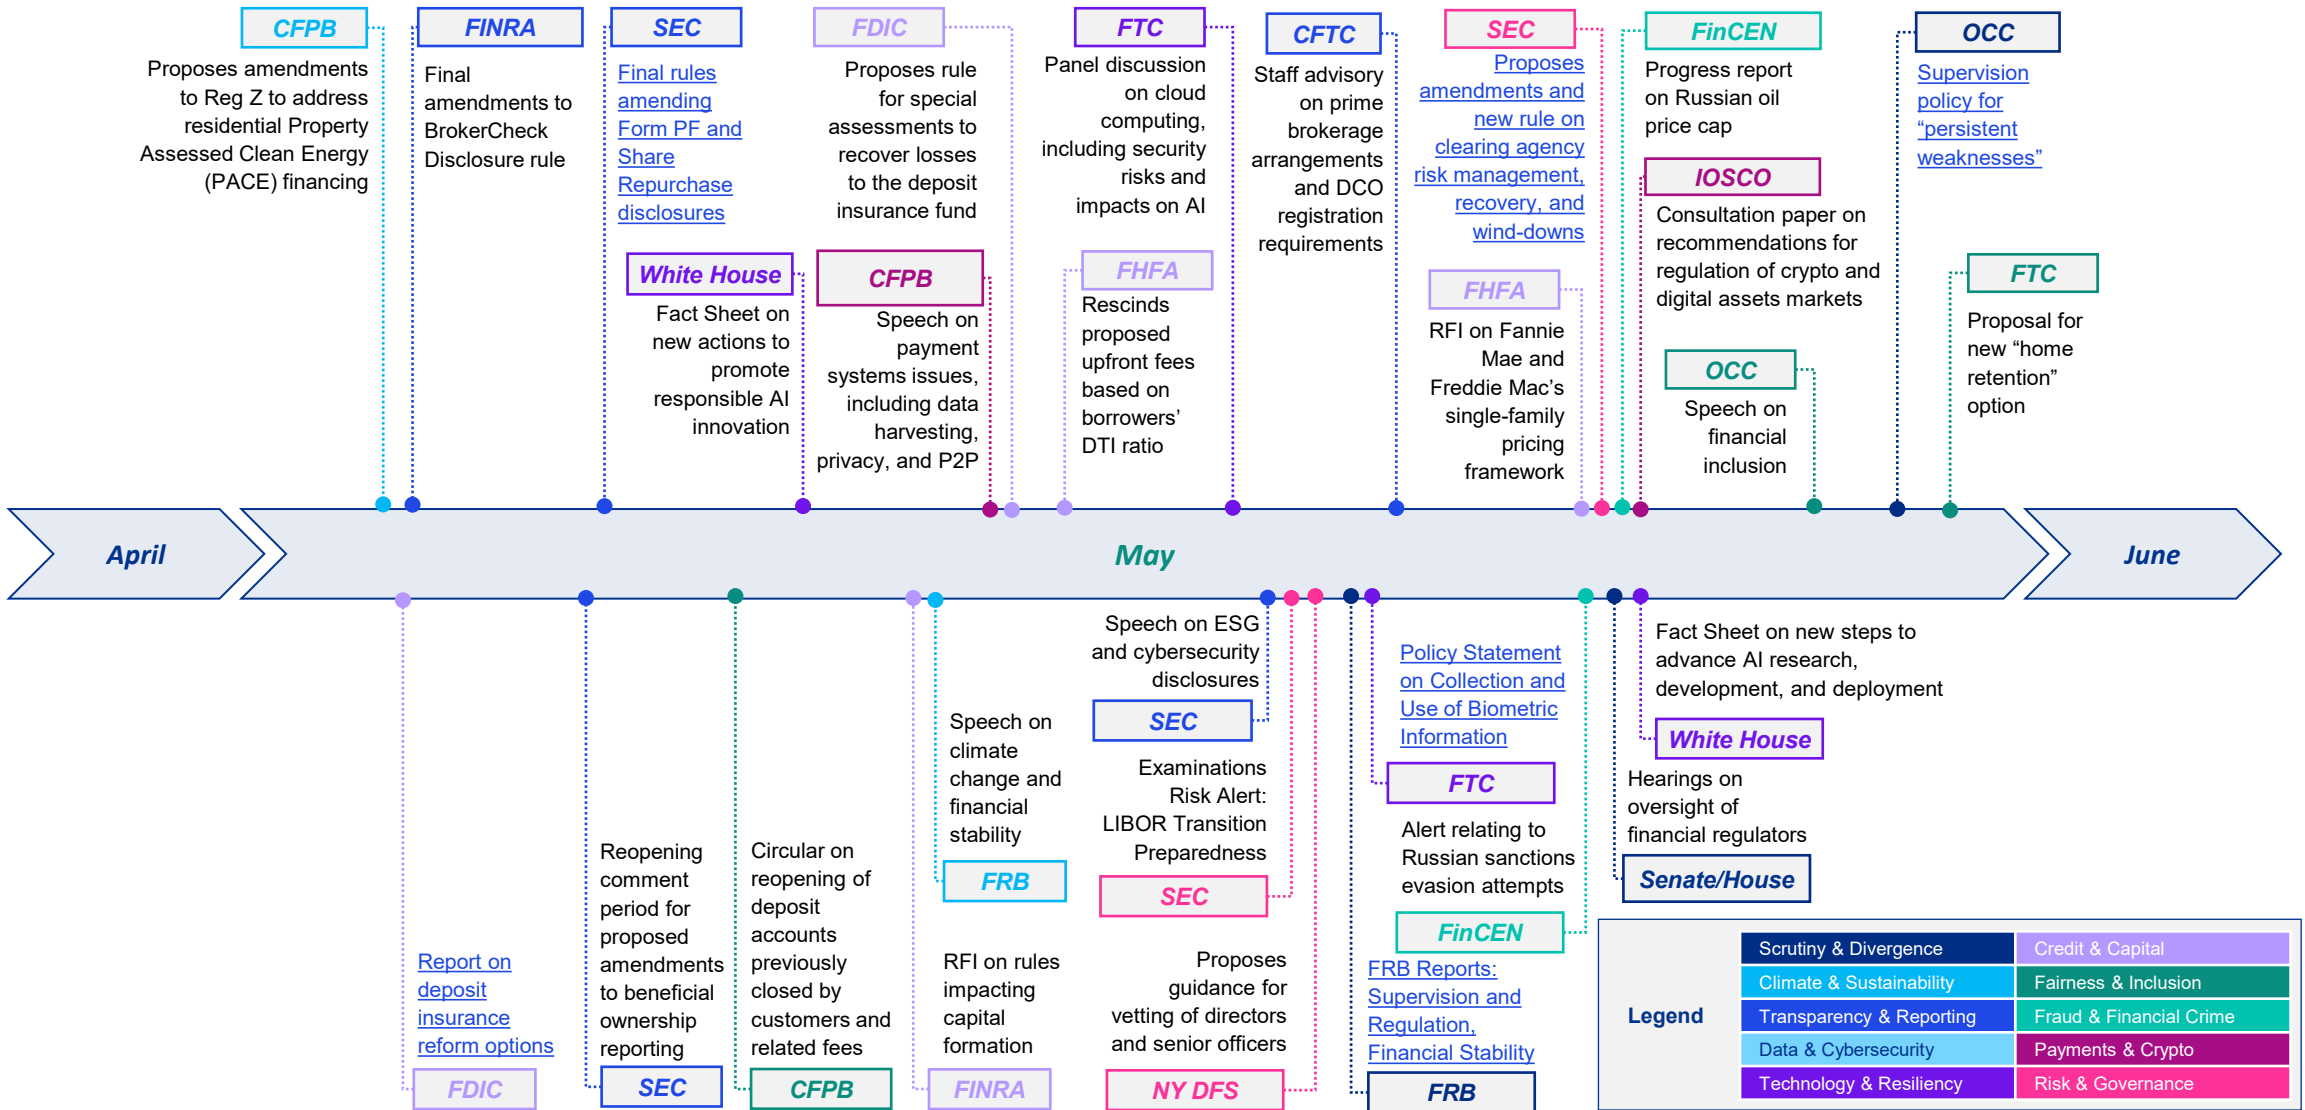 CFPB
Proposes amendments
to Reg Z to address
residential Property
Assessed Clean Energy
(PACE) financing
FINRA
Final
amendments to
BrokerCheck
Disclosure rule
SEC
Final rules
amending
Form PF and
Share
Repurchase
disclosures
White House
Fact Sheet on
new actions to
promote
responsible AI
innovation
FDIC
Proposes rule
for special
assessments to
recover losses
to the deposit
insurance fund
CFPB
Speech on
payment
systems issues,
including data
harvesting,
privacy, and P2P
FTC
Panel discussion
on cloud
computing,
including security
risks and
impacts on AI
FHFA
Rescinds
proposed
upfront fees
based on
borrowers’
DTI ratio
CFTC
Staff advisory
on prime
brokerage
arrangements
and DCO
registration
requirements
SEC
Proposes
amendments and
new rule on
clearing agency
risk management,
recovery, and
wind-downs
FHFA
RFI on Fannie
Mae and
Freddie Mac’s
single-family
pricing
framework
FinCEN
Progress report
on Russian oil
price cap
IOSCO
Consultation paper on
recommendations for
regulation of crypto and
digital assets markets
OCC
Speech on
financial
inclusion
OCC
Supervision
policy for
“persistent
weaknesses”
FTC
Proposal for
new “home
retention”
option
April
May
June
Report on
deposit
insurance
reform options
FDIC
Reopening
comment
period for
proposed
amendments
to beneficial
ownership
reporting
SEC
Circular on
reopening of
deposit
accounts
previously
closed by
customers and
related fees
CFPB
Speech on
climate
change and
financial
stability
FRB
RFI on rules
impacting
capital
formation
FINRA
Speech on ESG
and cybersecurity
disclosures
SEC
Examinations
Risk Alert:
LIBOR Transition
Preparedness
SEC
Proposes
guidance for
vetting of directors
and senior officers
NY DFS
Policy Statement
on Collection and
Use of Biometric
Information
FTC
Alert relating to
Russian sanctions
evasion attempts
FinCEN
FRB Reports:
Supervision and
Regulation,
Financial Stability
FRB
Fact Sheet on new steps to
advance AI research,
development, and deployment
White House
Hearings on
oversight of
financial regulators
Senate/House
Legend
Scrutiny & Divergence
Credit & Capital
Climate & Sustainability
Fairness & Inclusion
Transparency & Reporting
Fraud & Financial Crime
Data & Cybersecurity
Payments & Crypto
Technology & Resiliency
Risk & Governance